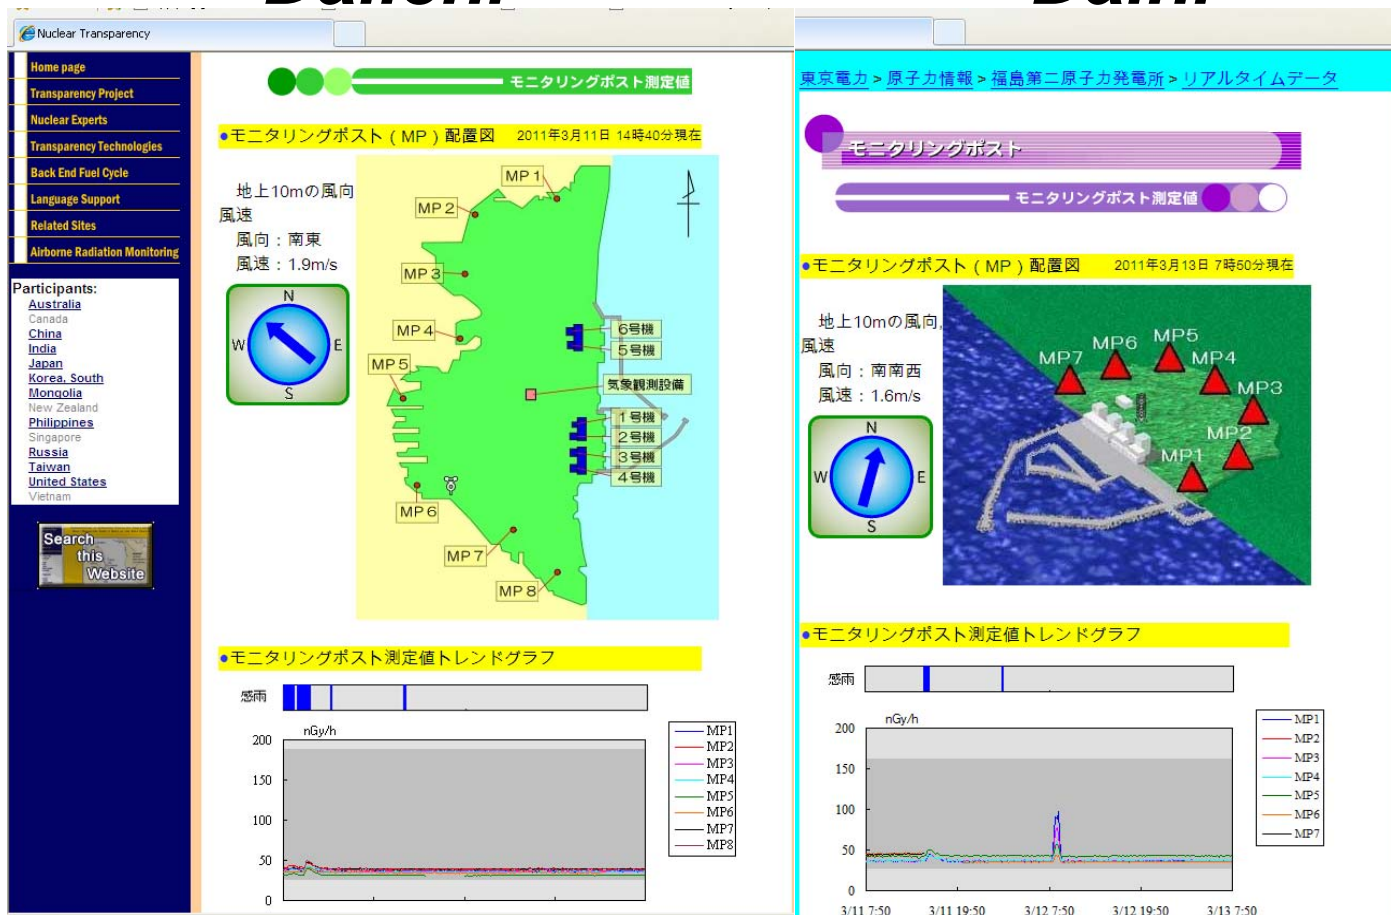 Daiichi
Daini
Nuclear Transparency
Home page
Transparency Project
Nuclear Experts
Transparency Technologies
Back End Fuel Cycle
Language Support
Related Sites
Airborne Radiation Monitoring
Participants:
Australia
Canada
China
India
Japan
Korea, South
Mongolia
New Zealand
Philippines
Singapore
Russia
Taiwan
United States
Vietnam
Search
this
Website
モニタリングポスト測定値
●モニタリングポスト（MP）配置図 2011年3月11日 14時40分現在
地上10mの風向
風速
風向：南東
風速：1.9m/s
N
W
E
S
MP 1
MP 2
MP 3
MP 4
MP 5
MP 6
MP 7
MP 8
6号機
5号機
気象観測設備
1号機
2号機
3号機
4号機
●モニタリングポスト測定値トレンドグラフ
感雨
nGy/h
200
150
100
50
0
MP1
MP2
MP3
MP4
MP5
MP6
MP7
MP8
東京電力 > 原子力情報 > 福島第二原子力発電所 > リアルタイムデータ
モニタリングポスト
モニタリングポスト測定値
●モニタリングポスト（MP）配置図 2011年3月13日 7時50分現在
地上10mの風向,
風速
風向：南南西
風速：1.6m/s
N
W
E
S
MP7
MP6
MP5
MP4
MP3
MP2
MP1
●モニタリングポスト測定値トレンドグラフ
感雨
nGy/h
200
150
100
50
0
3/11 7:50
3/11 19:50
3/12 7:50
3/12 19:50
3/13 7:50
MP1
MP2
MP3
MP4
MP5
MP6
MP7